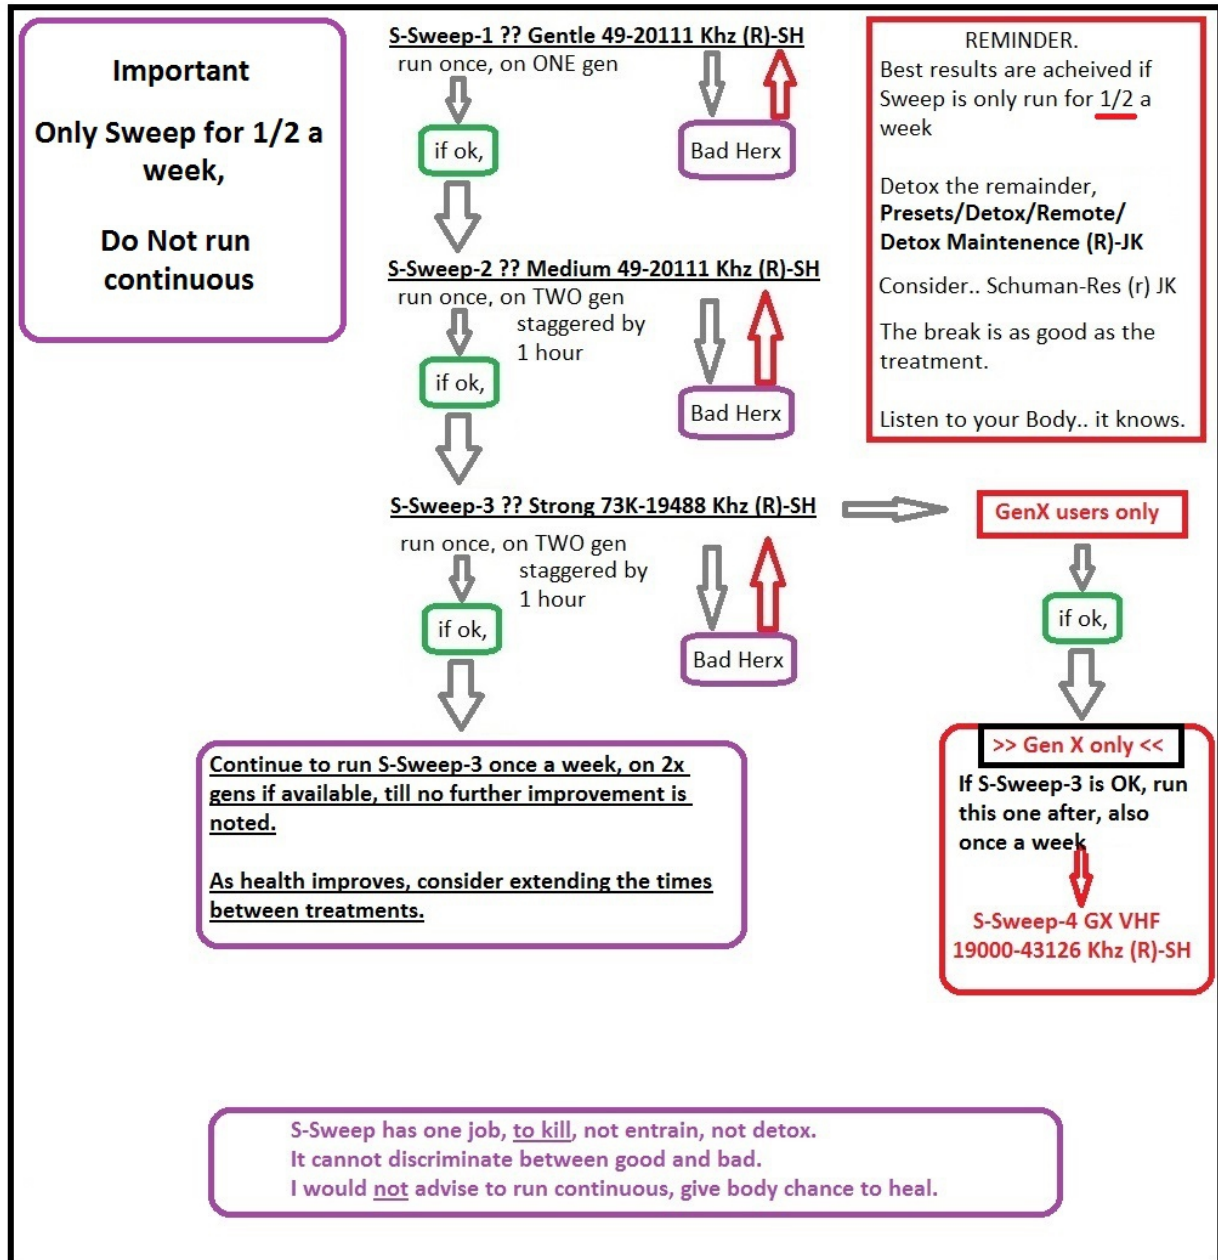 Important
Only Sweep for 1/2 a
week,
Do Not run
continuous
S-Sweep-1 ?? Gentle 49-20111 Khz (R)-SH
run once, on ONE gen
if ok,
Bad Herx
S-Sweep-2 ?? Medium 49-20111 Khz (R)-SH
run once, on TWO gen
staggered by
1 hour
if ok,
Bad Herx
S-Sweep-3 ?? Strong 73K-19488 Khz (R)-SH
run once, on TWO gen
staggered by
1 hour
if ok,
Bad Herx
Continue to run S-Sweep-3 once a week, on 2x
gens if available, till no further improvement is
noted.
As health improves, consider extending the times
between treatments.
REMINDER.
Best results are acheived if
Sweep is only run for 1/2 a
week
Detox the remainder,
Presets/Detox/Remote/
Detox Maintenence (R)-JK
Consider.. Schuman-Res (r) JK
The break is as good as the
treatment.
Listen to your Body.. it knows.
GenX users only
if ok,
>> Gen X only <<
If S-Sweep-3 is OK, run
this one after, also
once a week
S-Sweep-4 GX VHF
19000-43126 Khz (R)-SH
S-Sweep has one job, to kill, not entrain, not detox.
It cannot discriminate between good and bad.
I would not advise to run continuous, give body chance to heal.